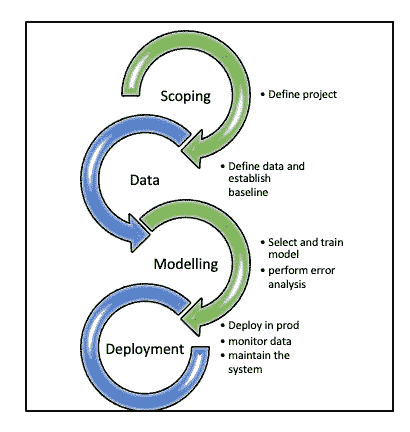 Scoping
• Define project
Data
• Define data and
establish
baseline
Modelling
• Select and train
model
• perform error
analysis
Deployment
• Deploy in prod
• monitor data
• maintain the
system